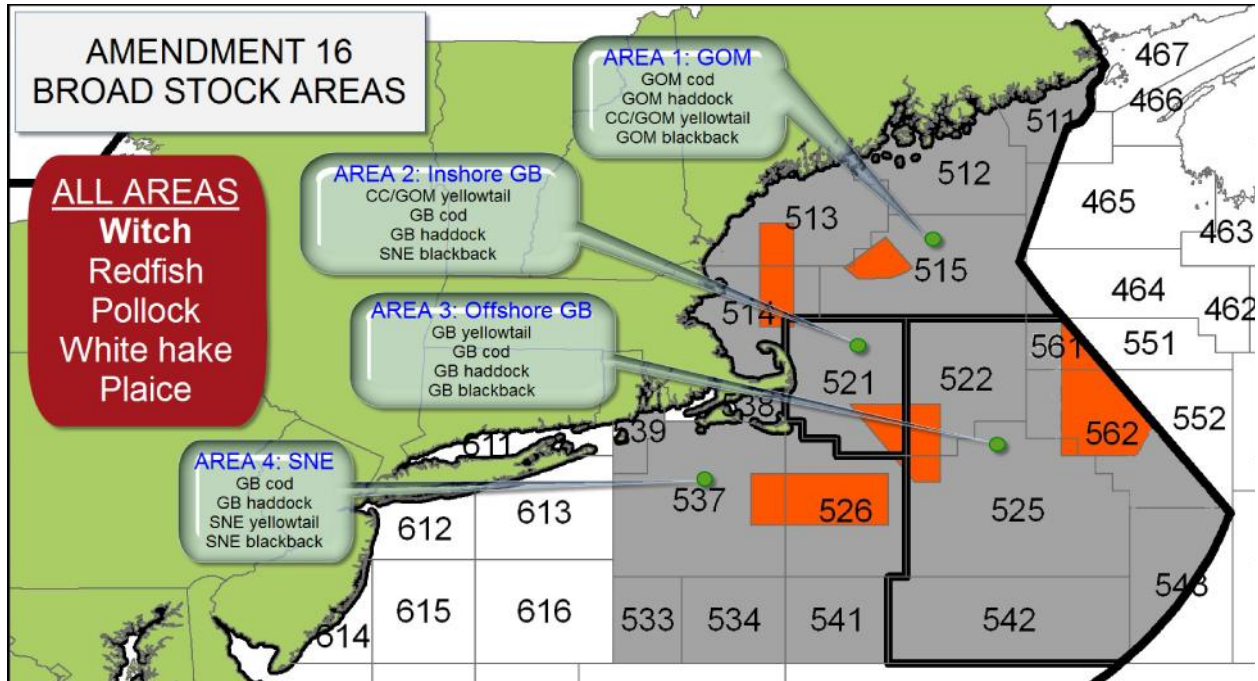 AMENDMENT 16
BROAD STOCK AREAS
ALL AREAS
Witch
Redfish
Pollock
White hake
Plaice
AREA 1: GOM
GOM cod
GOM haddock
CC/GOM yellowtail
GOM blackback
AREA 2: Inshore GB
CC/GOM yellowtail
GB cod
GB haddock
SNE blackback
AREA 3: Offshore GB
GB yellowtail
GB cod
GB haddock
GB blackback
AREA 4: SNE
GB cod
GB haddock
SNE yellowtail
SNE blackback
467
466
511
512
465
463
513
515
464
462
514
561
551
521
522
552
562
538
539
611
537
526
525
612
613
543
615
616
533
534
541
542
614